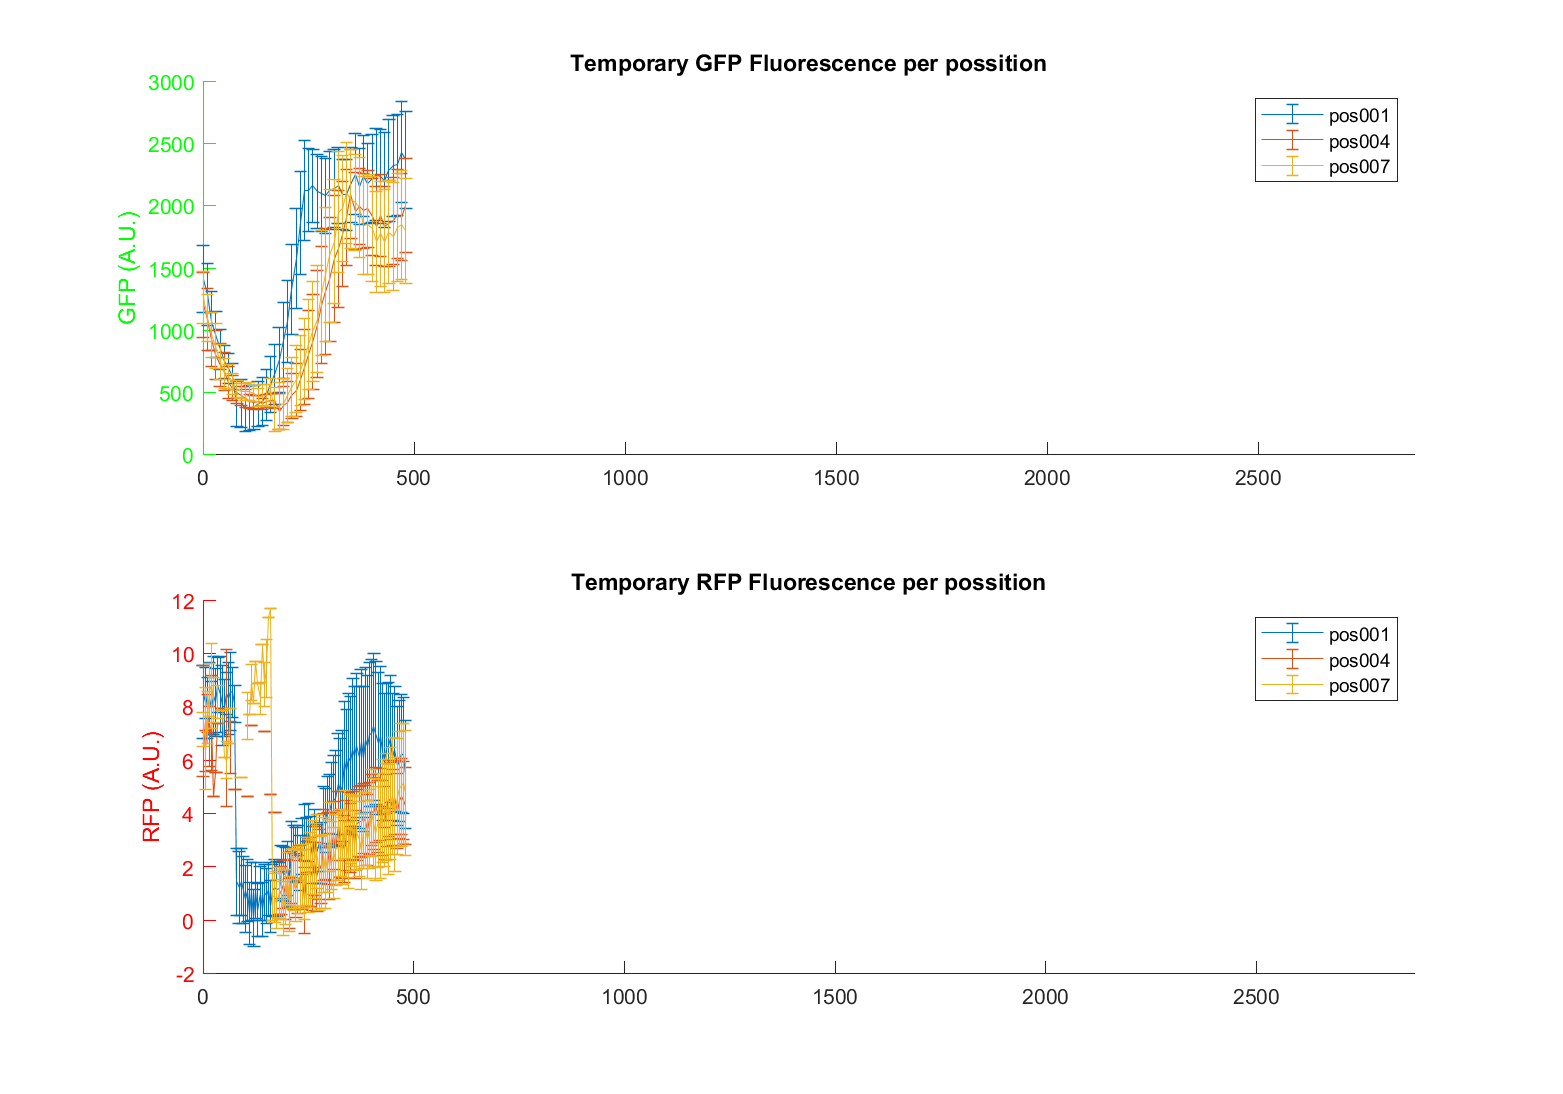 Temporary GFP Fluorescence per possition
3000
2500
2000
1500
1000
500
0
GFP (A.U.)
0 500 1000 1500 2000 2500
pos001
pos004
pos007
Temporary RFP Fluorescence per possition
12
10
8
6
4
2
0
-2
RFP (A.U.)
0 500 1000 1500 2000 2500
pos001
pos004
pos007